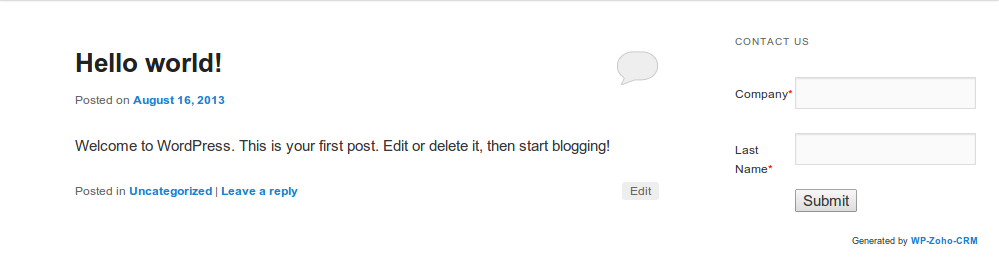 Hello world!
Posted on August 16, 2013
Welcome to WordPress. This is your first post. Edit or delete it, then start blogging!
Posted in Uncategorized | Leave a reply
Edit
CONTACT US
Company*
Last
Name*
Submit
Generated by WP-Zoho-CRM